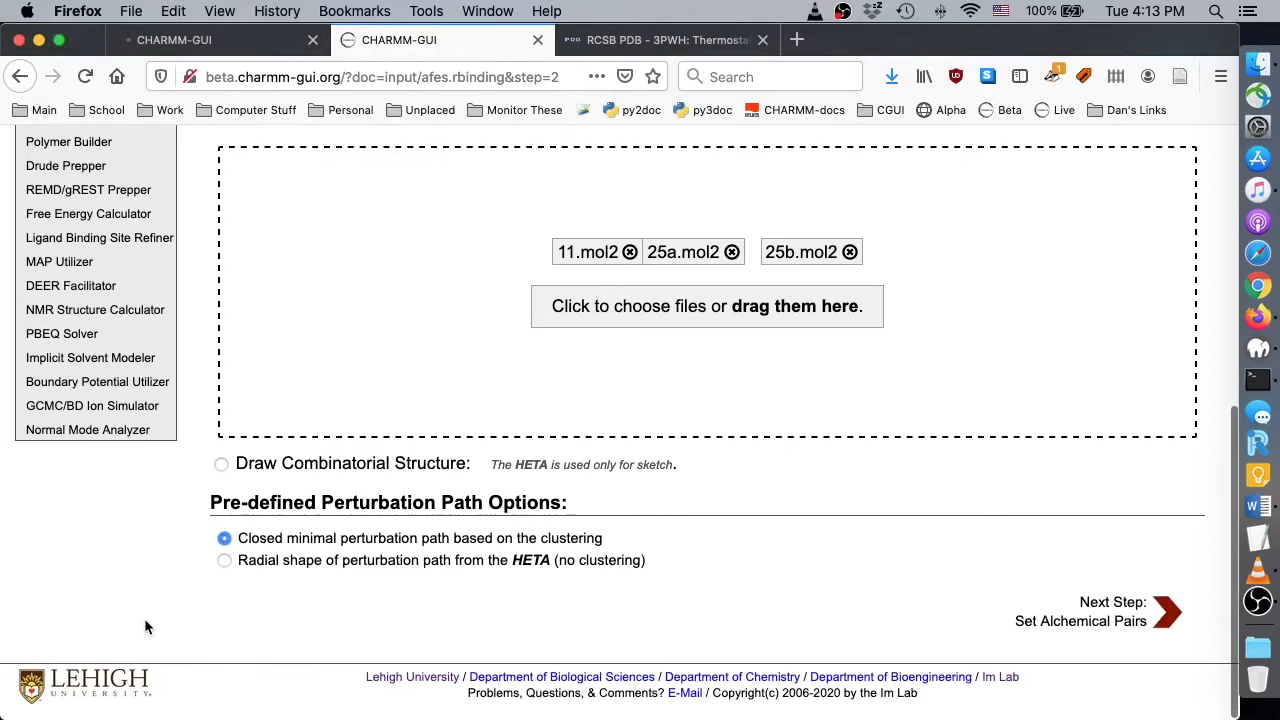 Firefox File Edit View History Bookmarks Tools Window Help 100% Tue 4:13 PM
CHARMM-GUI CHARMM-GUI RCSB PDB - 3PWH: Thermosta
beta.charmm-gui.org/?doc=input/afes.rbinding&step=2 Search
Main School Work Computer Stuff Personal Unplaced Monitor These py2doc py3doc CHARMM-docs CGUI Alpha Beta Live Dan's Links
Polymer Builder
Drude Prepper
REMD/gREST Prepper
Free Energy Calculator
Ligand Binding Site Refiner
MAP Utilizer
DEER Facilitator
NMR Structure Calculator
PBEQ Solver
Implicit Solvent Modeler
Boundary Potential Utilizer
GCMC/BD Ion Simulator
Normal Mode Analyzer
11.mol2 25a.mol2 25b.mol2
Click to choose files or drag them here.
Draw Combinatorial Structure: The HETA is used only for sketch.
Pre-defined Perturbation Path Options:
Closed minimal perturbation path based on the clustering
Radial shape of perturbation path from the HETA (no clustering)
Next Step:
Set Alchemical Pairs
LEHIGH
UNIVERSITY
Lehigh University / Department of Biological Sciences / Department of Chemistry / Department of Bioengineering / Im Lab
Problems, Questions, & Comments? E-Mail / Copyright(c) 2006-2020 by the Im Lab